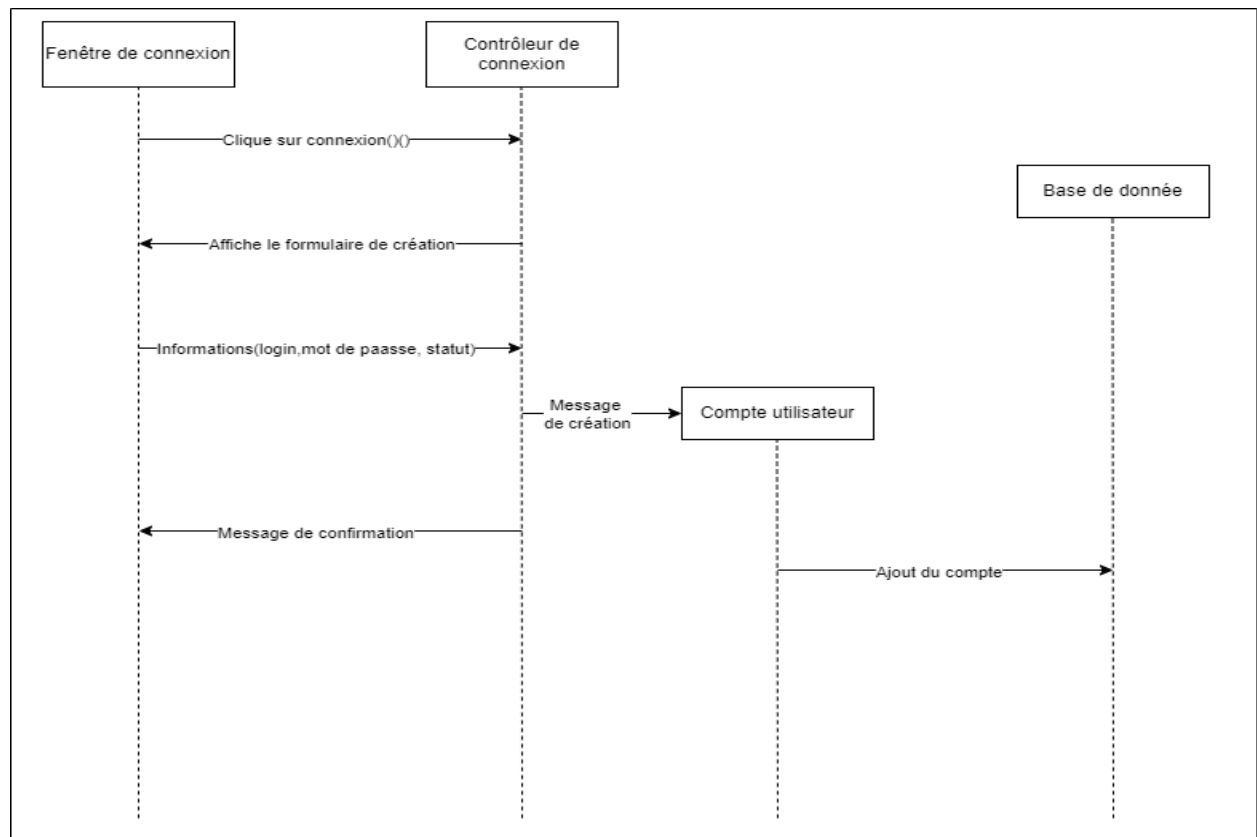 Fenêtre de connexion
Contrôleur de
connexion
Clique sur connexion()()
Base de donnée
Affiche le formulaire de création
Informations(login,mot de paasse, statut)
Message
de création
Compte utilisateur
Message de confirmation
Ajout du compte